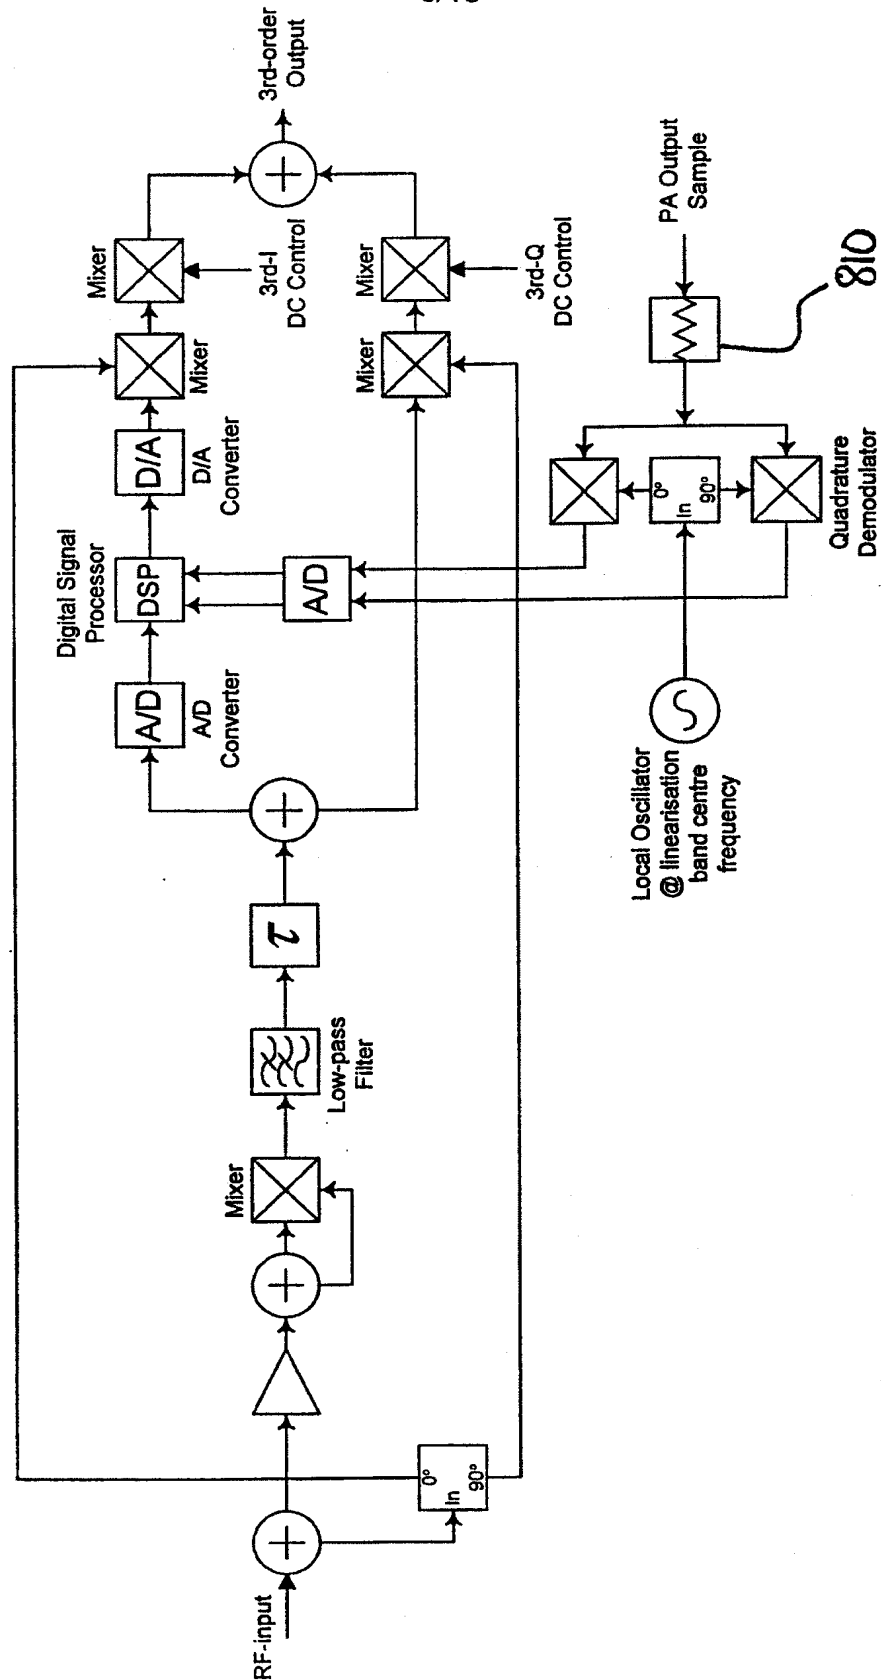 RF-input
0°
In
90°
Mixer
Low-pass
Filter
τ
A/D
A/D
Converter
Digital Signal
Processor
DSP
D/A
D/A
Converter
Mixer
Mixer
3rd-I
DC Control
3rd-order
Output
Mixer
Mixer
3rd-Q
DC Control
A/D
Local Oscillator
@ linearisation
band centre
frequency
0°
In
90°
Quadrature
Demodulator
PA Output
Sample
810